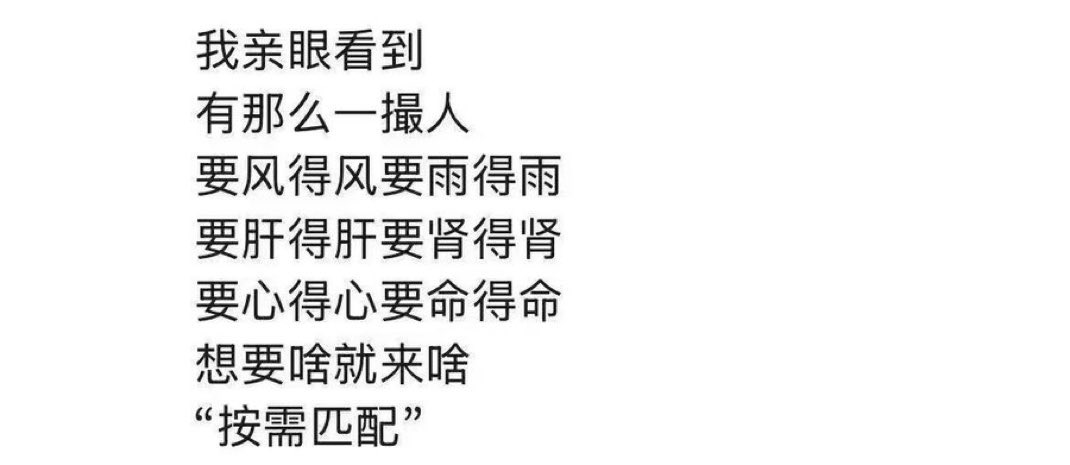 我亲眼看到
有那么一撮人
要风得风要雨得雨
要肝得肝要肾得肾
要心得心要命得命
想要啥就来啥
“按需匹配”